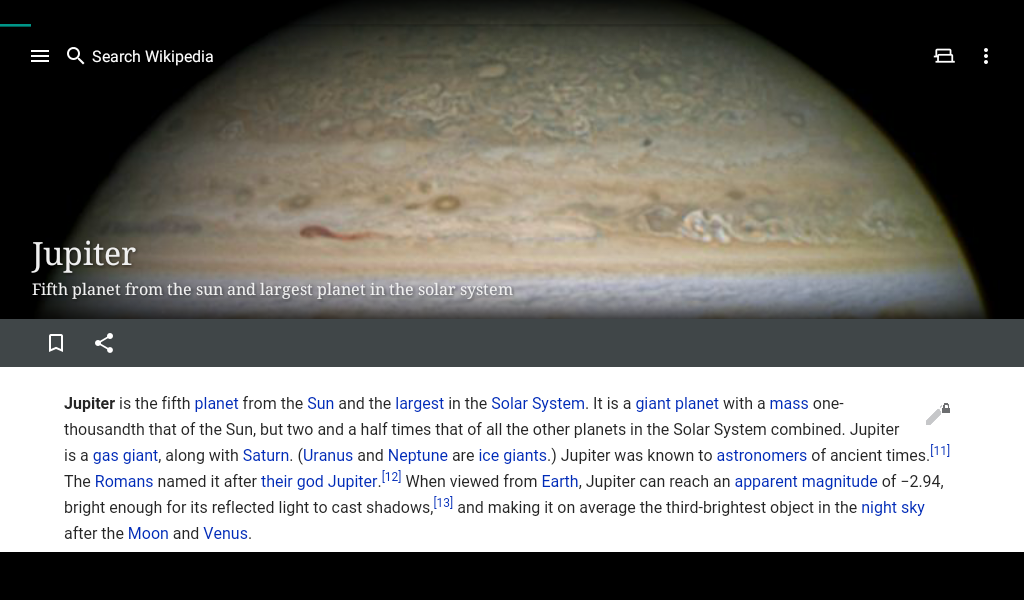 Search Wikipedia
Jupiter
Fifth planet from the sun and largest planet in the solar system
Jupiter is the fifth planet from the Sun and the largest in the Solar System. It is a giant planet with a mass one-
thousandth that of the Sun, but two and a half times that of all the other planets in the Solar System combined. Jupiter
is a gas giant, along with Saturn. (Uranus and Neptune are ice giants.) Jupiter was known to astronomers of ancient times.[11]
The Romans named it after their god Jupiter.[12] When viewed from Earth, Jupiter can reach an apparent magnitude of −2.94,
bright enough for its reflected light to cast shadows,[13] and making it on average the third-brightest object in the night sky
after the Moon and Venus.